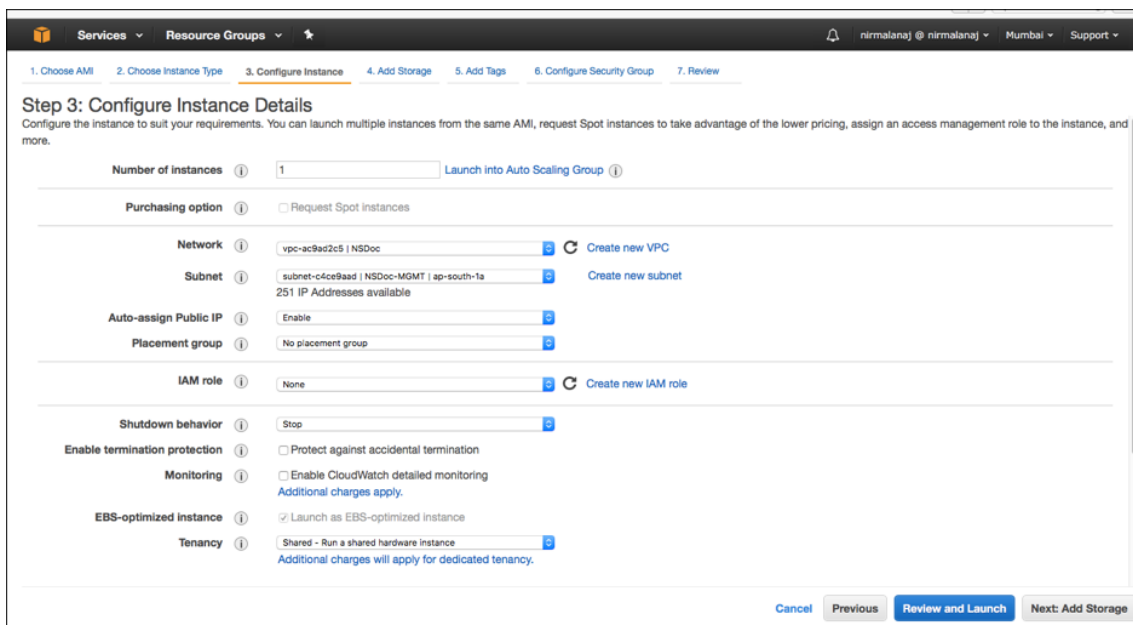 Services Resource Groups nirmalanaj @ nirmalanaj Mumbai Support
1. Choose AMI 2. Choose Instance Type 3. Configure Instance 4. Add Storage 5. Add Tags 6. Configure Security Group 7. Review
Step 3: Configure Instance Details
Configure the instance to suit your requirements. You can launch multiple instances from the same AMI, request Spot instances to take advantage of the lower pricing, assign an access management role to the instance, and
more.
Number of instances 1 Launch into Auto Scaling Group
Purchasing option Request Spot instances
Network vpc-ac9ad2c5 | NSDoc Create new VPC
Subnet subnet-c4ce9aad | NSDoc-MGMT | ap-south-1a Create new subnet
251 IP Addresses available
Auto-assign Public IP Enable
Placement group No placement group
IAM role None Create new IAM role
Shutdown behavior Stop
Enable termination protection Protect against accidental termination
Monitoring Enable CloudWatch detailed monitoring
Additional charges apply.
EBS-optimized instance Launch as EBS-optimized instance
Tenancy Shared - Run a shared hardware instance
Additional charges will apply for dedicated tenancy.
Cancel Previous Review and Launch Next: Add Storage